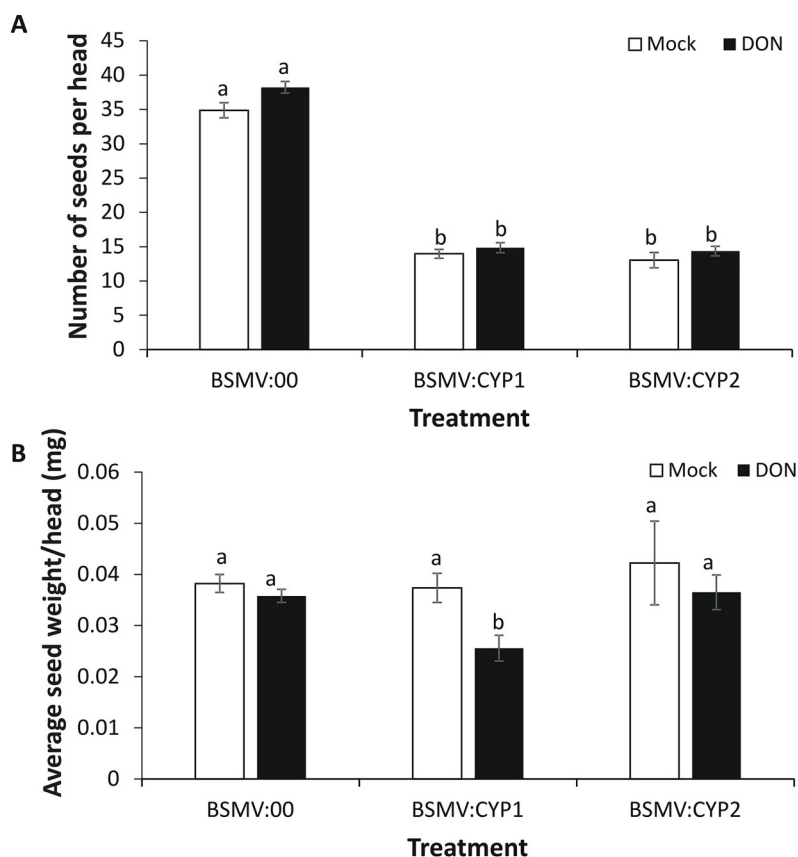 A
Number of seeds per head
45
40
35
30
25
20
15
10
5
0
Mock DON
a a
b b
b b
BSMV:00 BSMV:CYP1 BSMV:CYP2
Treatment
B
Average seed weight/head (mg)
0.06
0.05
0.04
0.03
0.02
0.01
0
Mock DON
a a
a b
a a
BSMV:00 BSMV:CYP1 BSMV:CYP2
Treatment